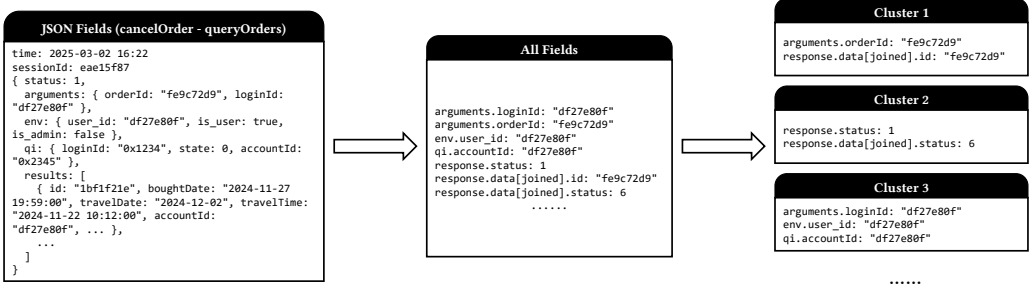 JSON Fields (cancelOrder - queryOrders)
time: 2025-03-02 16:22
sessionId: eae15f87
{ status: 1,
arguments: { orderId: "fe9c72d9", loginId:
"df27e80f" },
env: { user_id: "df27e80f", is_user: true,
is_admin: false },
qi: { loginId: "0x1234", state: 0, accountId:
"0x2345" },
results: [
{ id: "1bf1f21e", boughtDate: "2024-11-27
19:59:00", travelDate: "2024-12-02", travelTime:
"2024-11-22 10:12:00", accountId:
"df27e80f", ... },
...
]
}
All Fields
arguments.loginId: "df27e80f"
arguments.orderId: "fe9c72d9"
env.user_id: "df27e80f"
qi.accountId: "df27e80f"
response.status: 1
response.data[joined].id: "fe9c72d9"
response.data[joined].status: 6
......
Cluster 1
arguments.orderId: "fe9c72d9"
response.data[joined].id: "fe9c72d9"
Cluster 2
response.status: 1
response.data[joined].status: 6
Cluster 3
arguments.loginId: "df27e80f"
env.user_id: "df27e80f"
qi.accountId: "df27e80f"
......